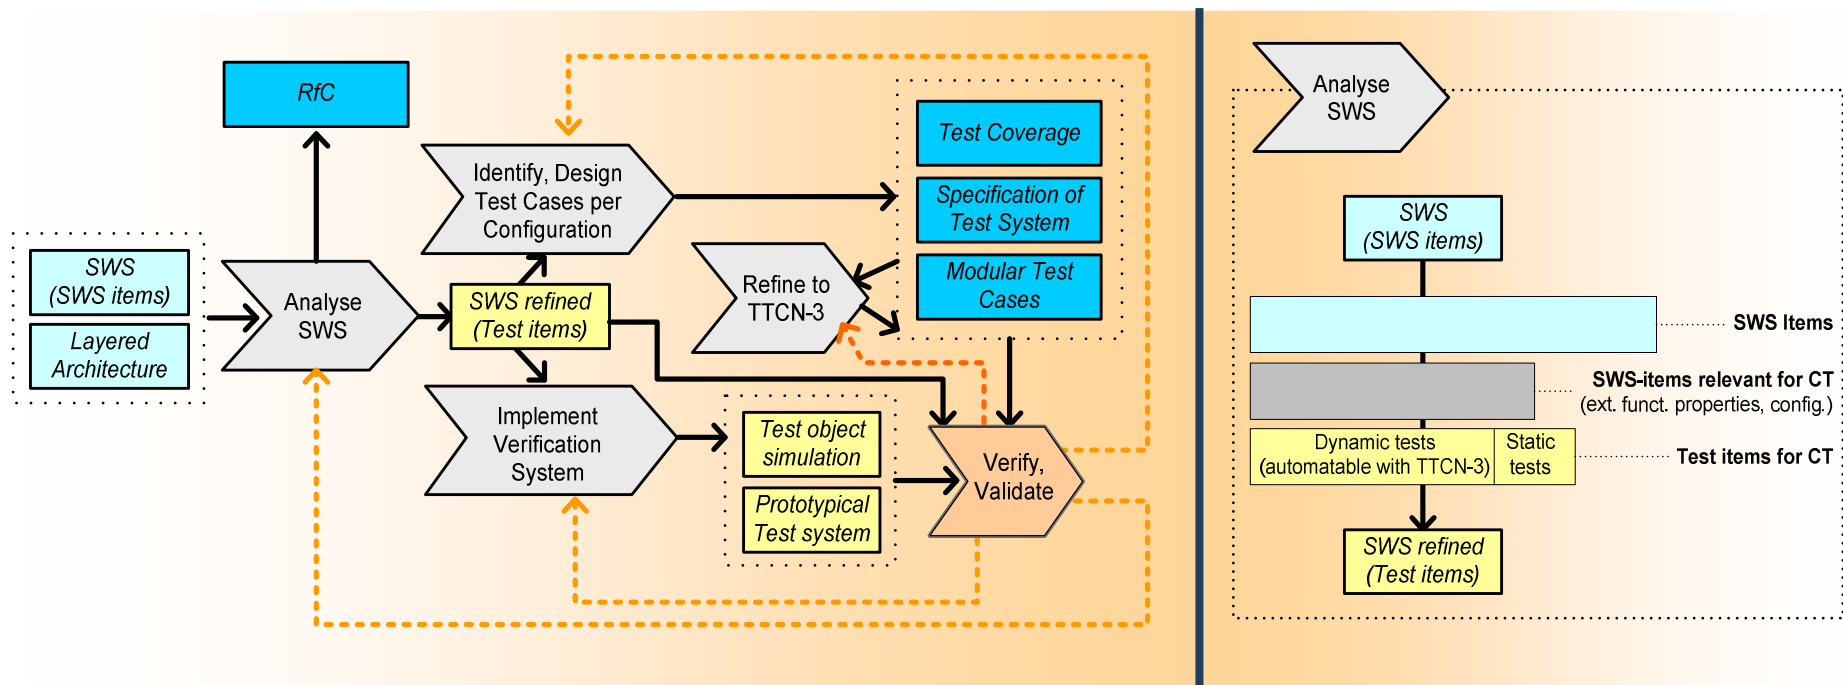 RfC
SWS
(SWS items)
Layered
Architecture
Analyse
SWS
Identify, Design
Test Cases per
Configuration
SWS refined
(Test items)
Implement
Verification
System
Refine to
TTCN-3
Test Coverage
Specification of
Test System
Modular Test
Cases
Test object
simulation
Prototypical
Test system
Verify,
Validate
Analyse
SWS
SWS
(SWS items)
SWS Items
SWS-items relevant for CT
(ext. funct. properties, config.)
Dynamic tests
(automatable with TTCN-3)
Static
tests
Test items for CT
SWS refined
(Test items)